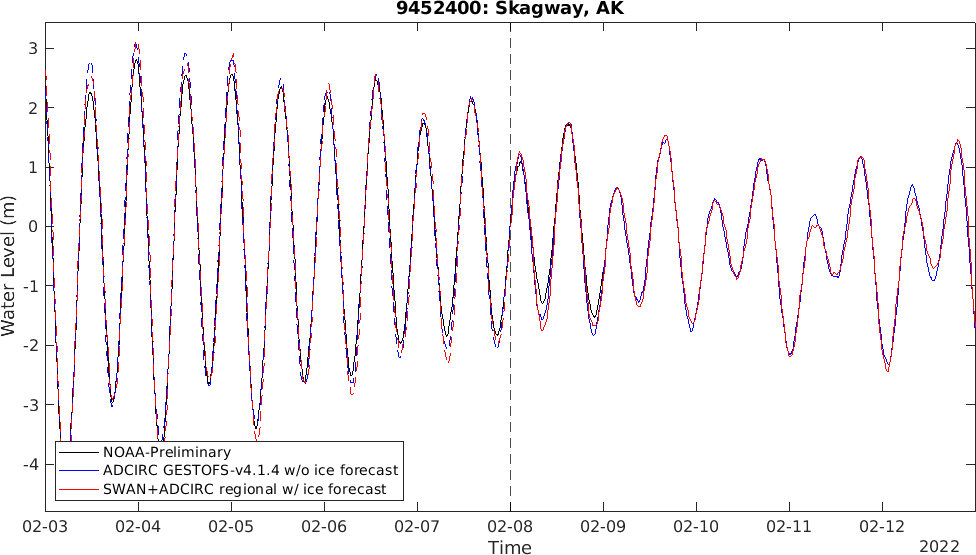 9452400: Skagway, AK
Water Level (m)
3
2
1
0
-1
-2
-3
-4
NOAA-Preliminary
ADCIRC GESTOFS-v4.1.4 w/o ice forecast
SWAN+ADCIRC regional w/ ice forecast
02-03 02-04 02-05 02-06 02-07 02-08 02-09 02-10 02-11 02-12
Time
2022